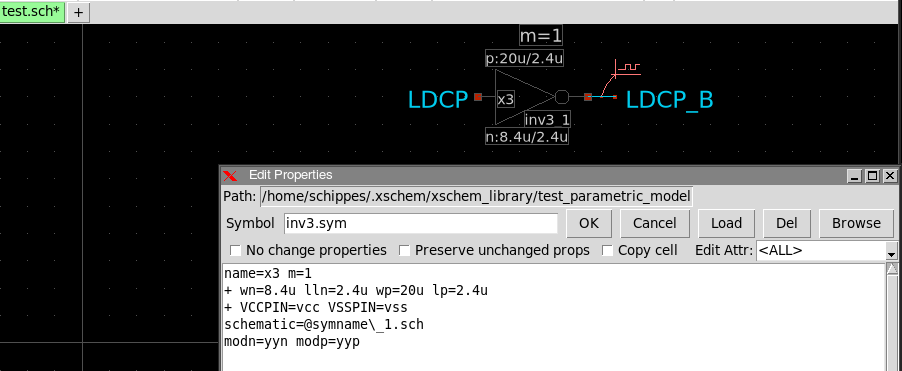 test.sch* +
m=1
p:20u/2.4u
LDCP x3 LDCP_B
inv3_1
n:8.4u/2.4u
Edit Properties
Path: /home/schippes/.xschem/xschem_library/test_parametric_model
Symbol inv3.sym OK Cancel Load Del Browse
No change properties Preserve unchanged props Copy cell Edit Attr: <ALL>
name=x3 m=1
+ wn=8.4u lln=2.4u wp=20u lp=2.4u
+ VCCPIN=vcc VSSPIN=vss
schematic=@symname\_1.sch
modn=yyn modp=yyp